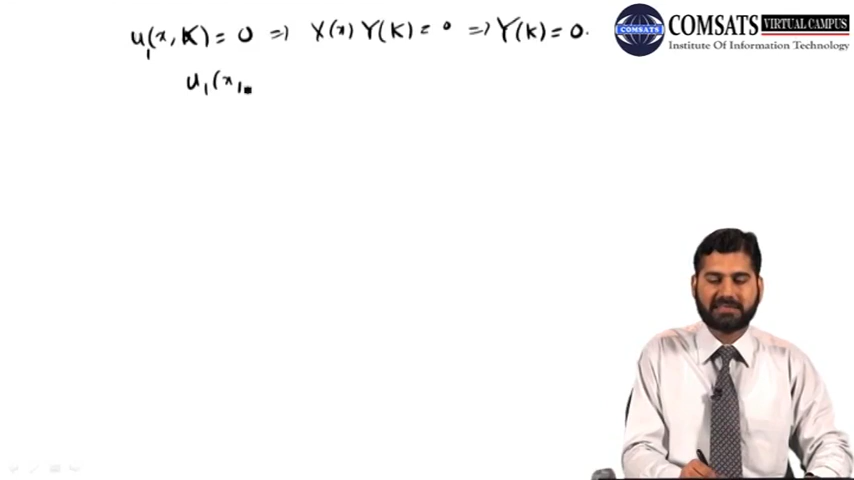 u₁(x, K) = 0 ⇒ X(x) Y(K) = 0 ⇒ Y(K) = 0.
u₁(x,
COMSATS VIRTUAL CAMPUS
Institute Of Information Technology
COMSATS